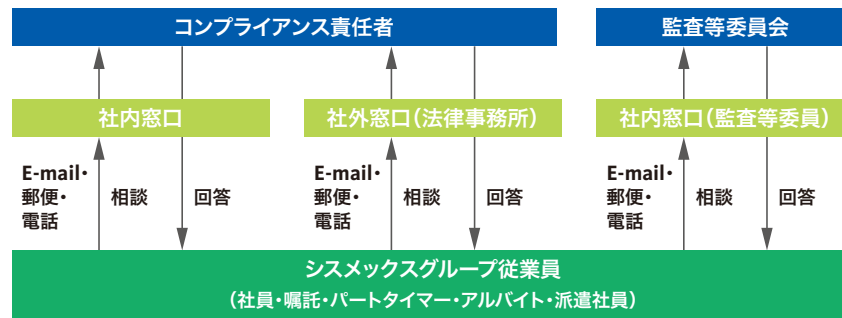 コンプライアンス責任者
監査等委員会
社内窓口
社外窓口（法律事務所）
社内窓口（監査等委員）
E-mail・
郵便・
電話
相談
回答
E-mail・
郵便・
電話
相談
回答
E-mail・
郵便・
電話
相談
回答
シスメックスグループ従業員
（社員・嘱託・パートタイマー・アルバイト・派遣社員）